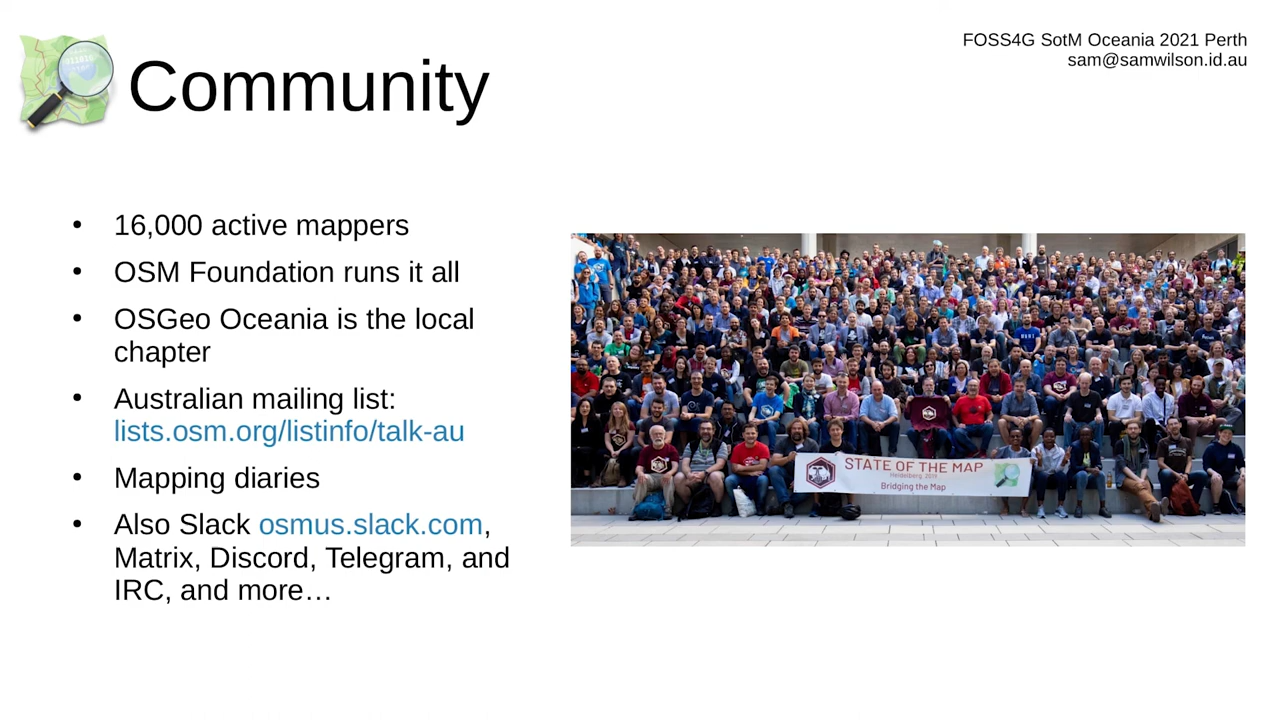 FOSS4G SotM Oceania 2021 Perth
sam@samwilson.id.au
Community
• 16,000 active mappers
• OSM Foundation runs it all
• OSGeo Oceania is the local
chapter
• Australian mailing list:
lists.osm.org/listinfo/talk-au
• Mapping diaries
• Also Slack osmus.slack.com,
Matrix, Discord, Telegram, and
IRC, and more…
STATE OF THE MAP
Heidelberg 2019
Bridging the Map